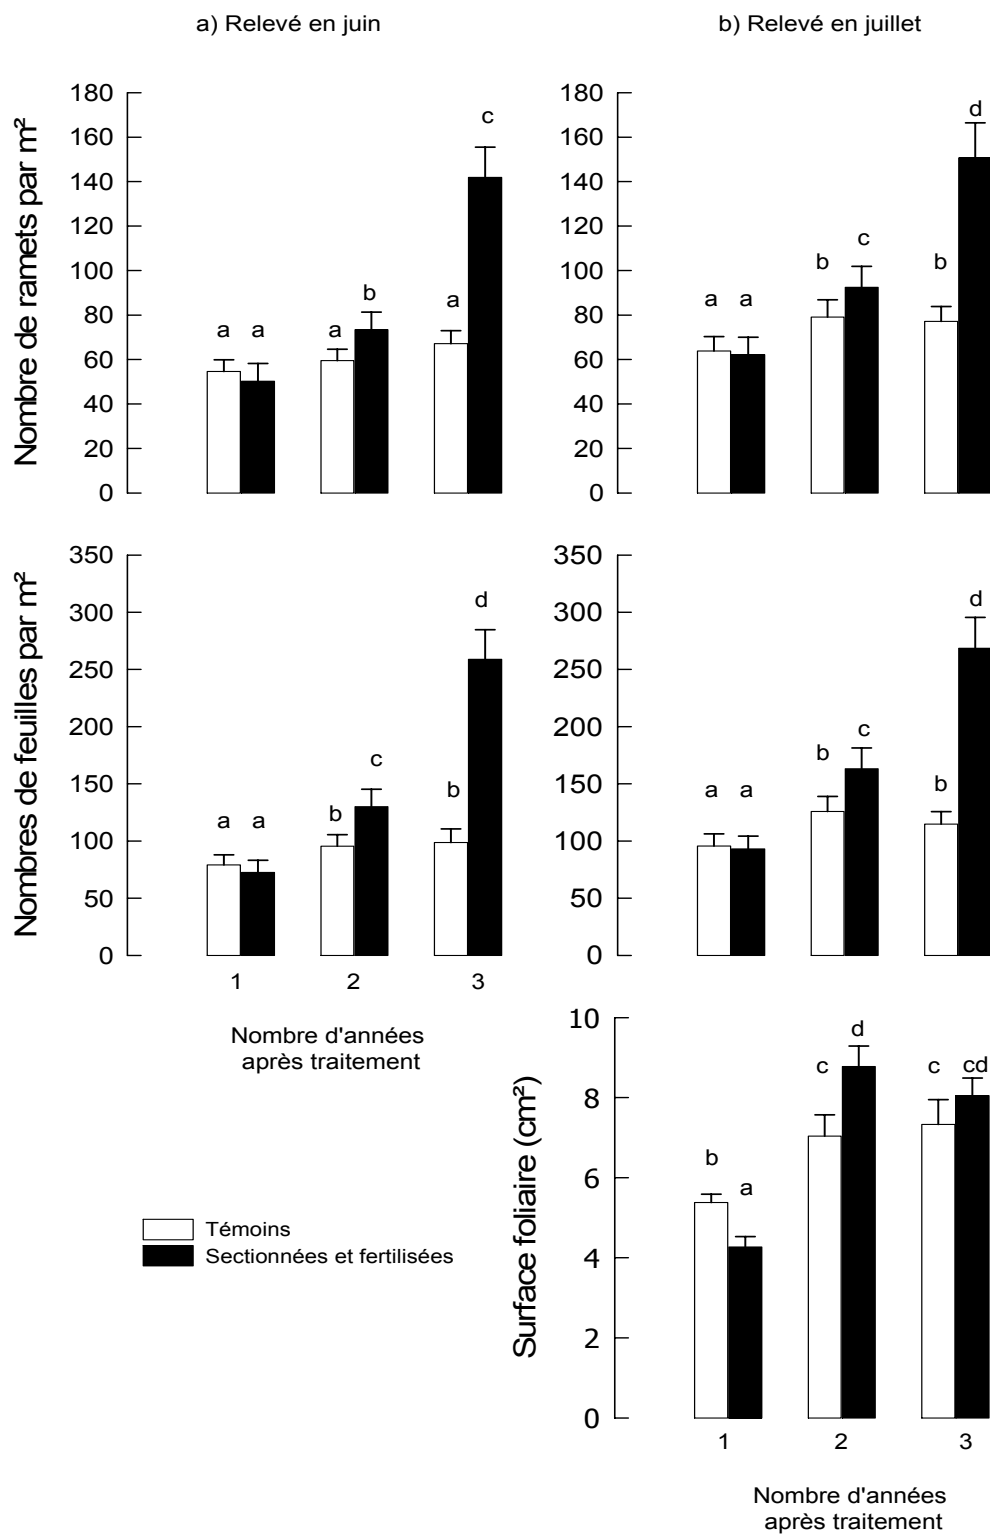 a) Relevé en juin
b) Relevé en juillet
Nombre de ramets par m²
180
160
140
120
100
80
60
40
20
0
a
a
a
b
a
c
180
160
140
120
100
80
60
40
20
0
a
a
b
c
b
d
Nombres de feuilles par m²
350
300
250
200
150
100
50
0
a
a
b
c
b
d
1
2
3
Nombre d'années
après traitement
350
300
250
200
150
100
50
0
a
a
b
c
b
d
Témoins
Sectionnées et fertilisées
Surface foliaire (cm²)
10
8
6
4
2
0
b
a
c
d
c
cd
1
2
3
Nombre d'années
après traitement